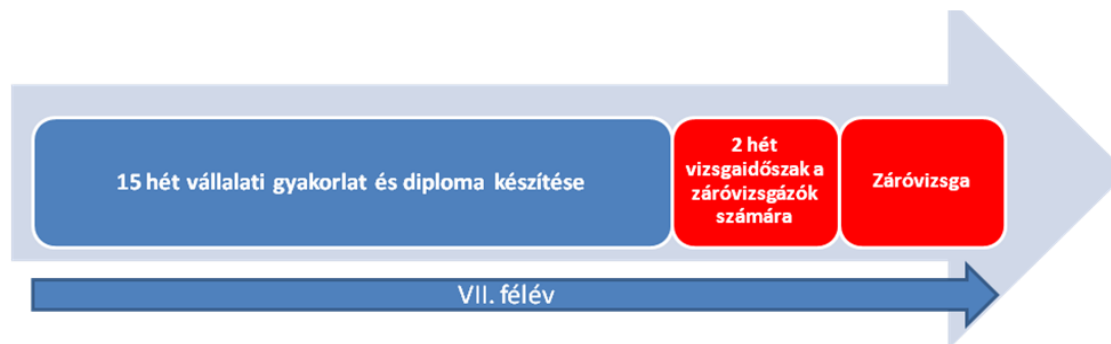 15 hét vállalati gyakorlat és diploma készítése
2 hét
vizsgaidőszak a
záróvizsgázók
számára
Záróvizsga
VII. félév